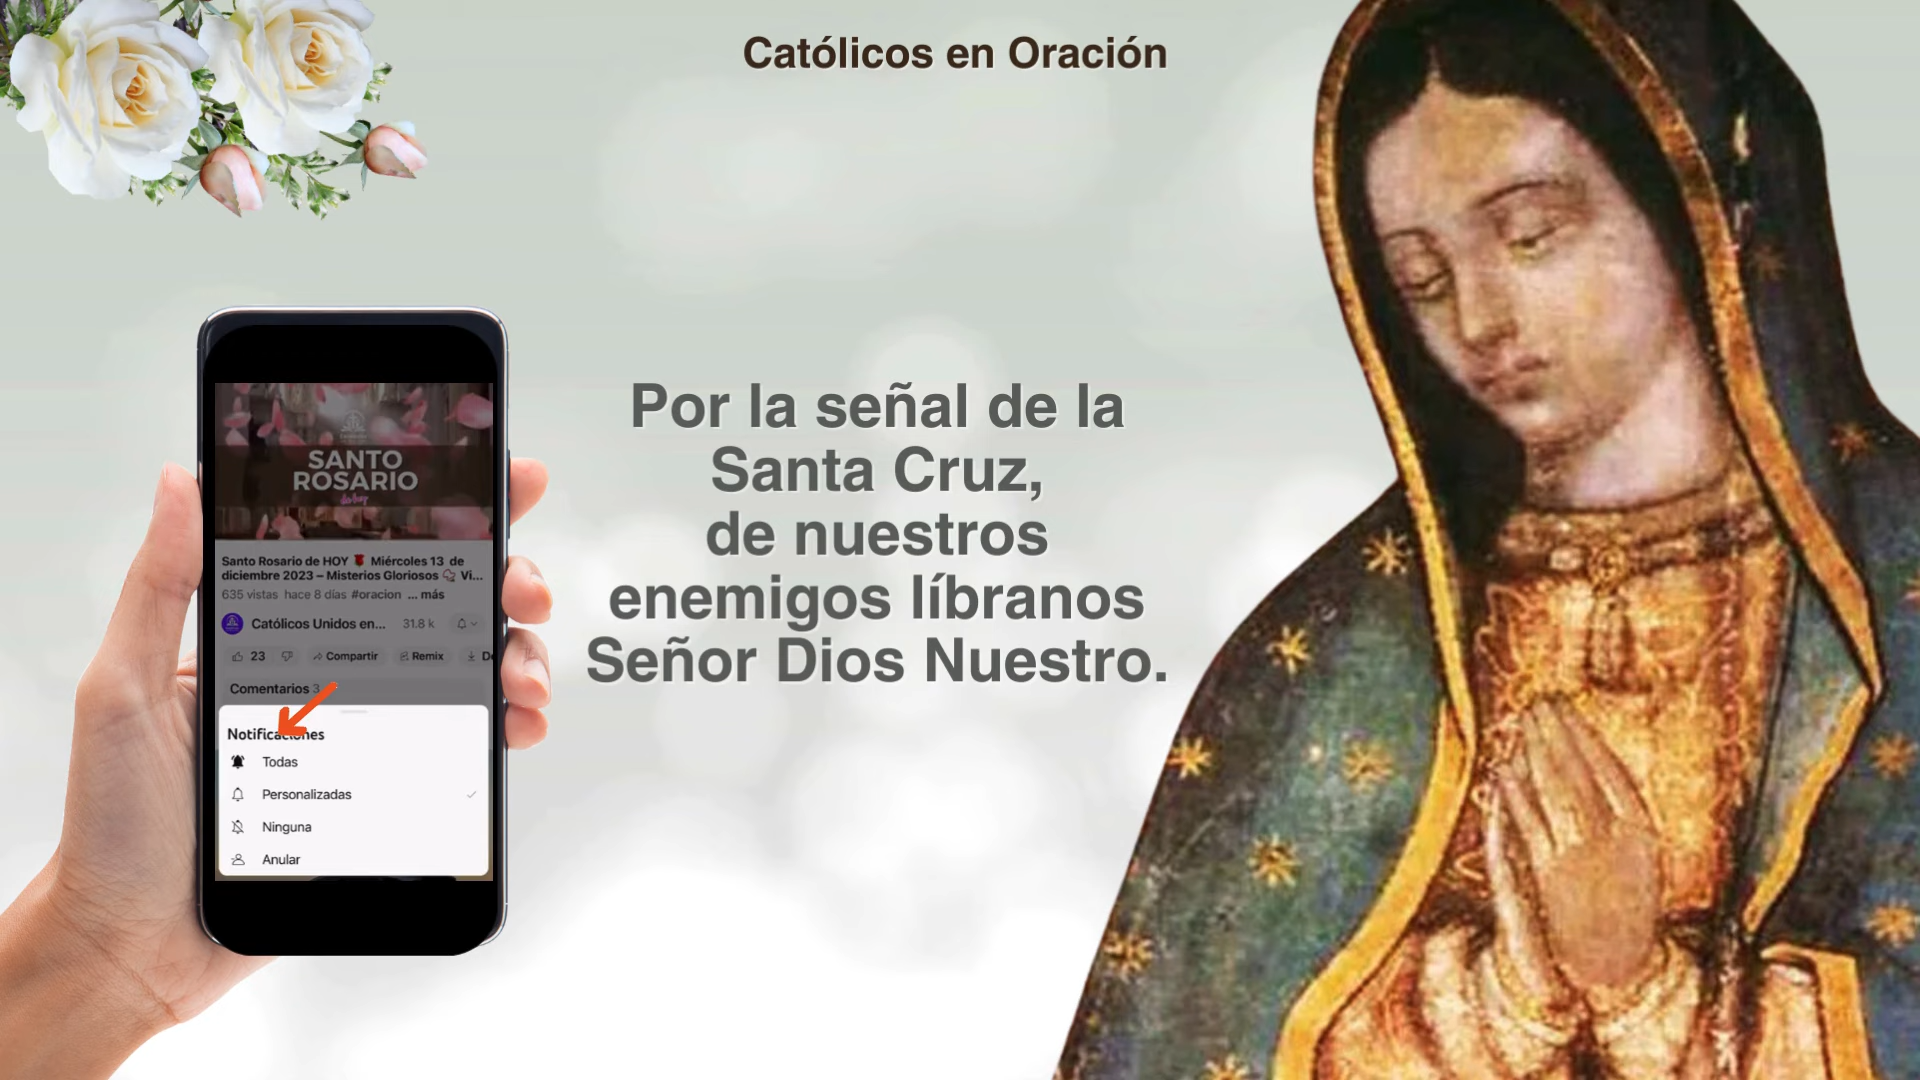 Católicos en Oración
Por la señal de la
Santa Cruz,
de nuestros
enemigos líbranos
Señor Dios Nuestro.
SANTO
ROSARIO
Santo Rosario de HOY Miércoles 13 de
diciembre 2023 – Misterios Gloriosos Vi...
635 vistas hace 8 días #oracion ... más
Católicos Unidos en... 31.8 k
23 Compartir Remix
Comentarios 3
Notificaciones
Todas
Personalizadas
Ninguna
Anular